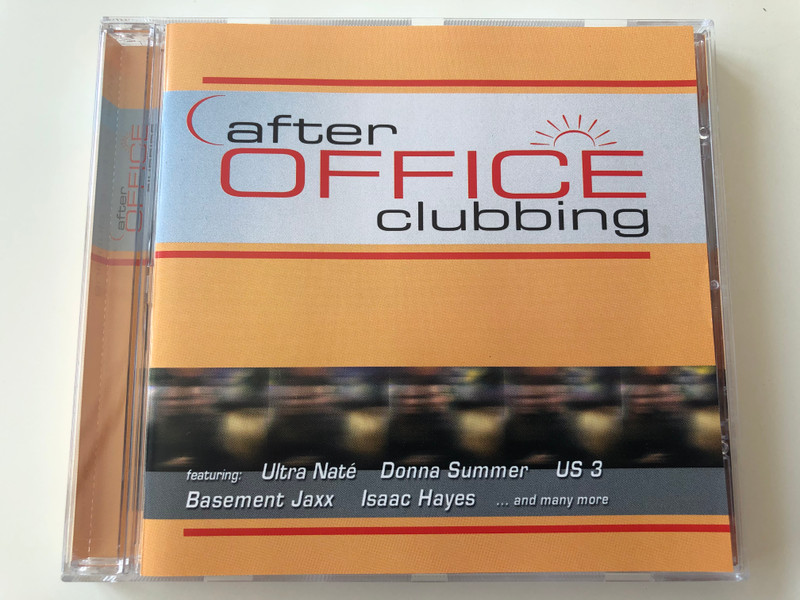 after
OFFICE
clubbing
featuring: Ultra Naté Donna Summer US 3
Basement Jaxx Isaac Hayes ... and many more
after
OFFICE